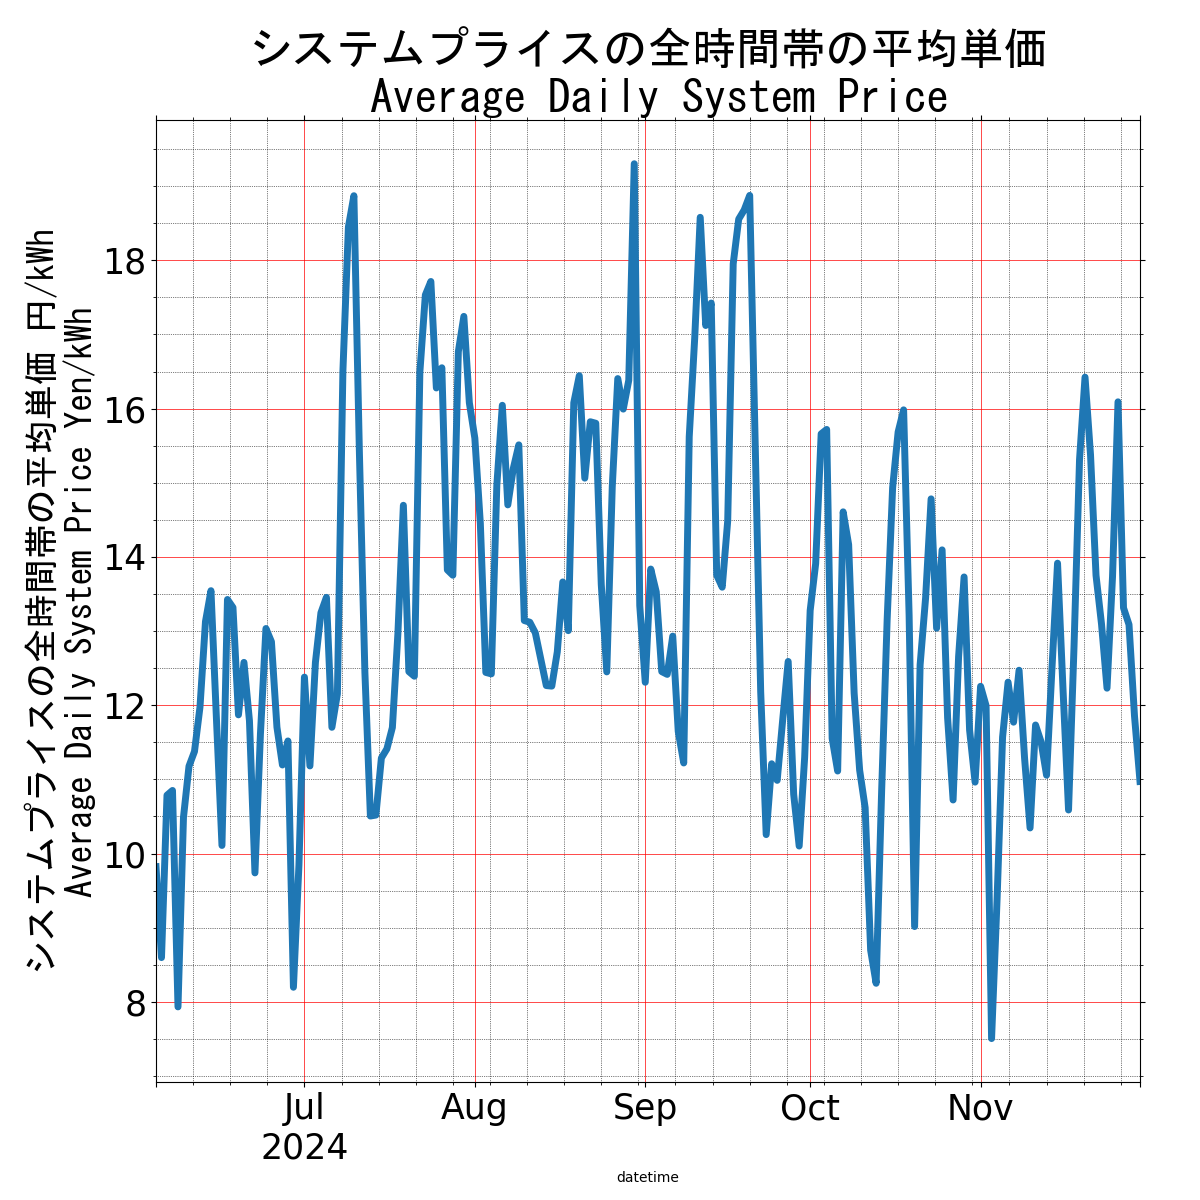 システムプライスの全時間帯の平均単価
Average Daily System Price
システムプライスの全時間帯の平均単価 円/kWh
Average Daily System Price Yen/kWh
18
16
14
12
10
8
Jul
2024
Aug
Sep
Oct
Nov
datetime